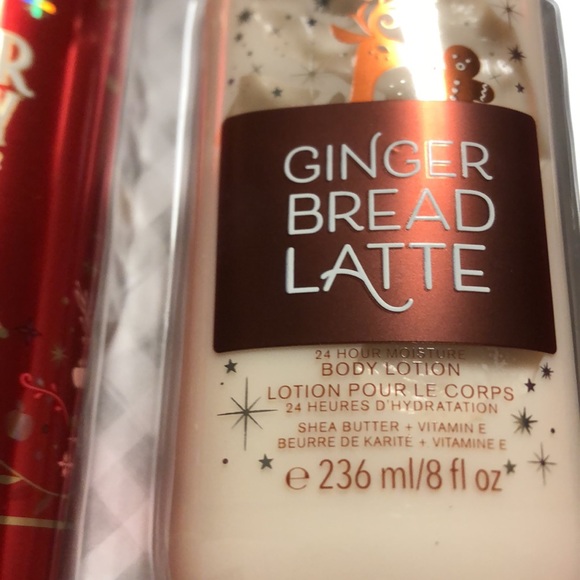 GINGER
BREAD
LATTE
24 HOUR MOISTURE
BODY LOTION
LOTION POUR LE CORPS
24 HEURES D'HYDRATATION
SHEA BUTTER + VITAMIN E
BEURRE DE KARITÉ + VITAMINE E
℮ 236 ml/8 fl oz